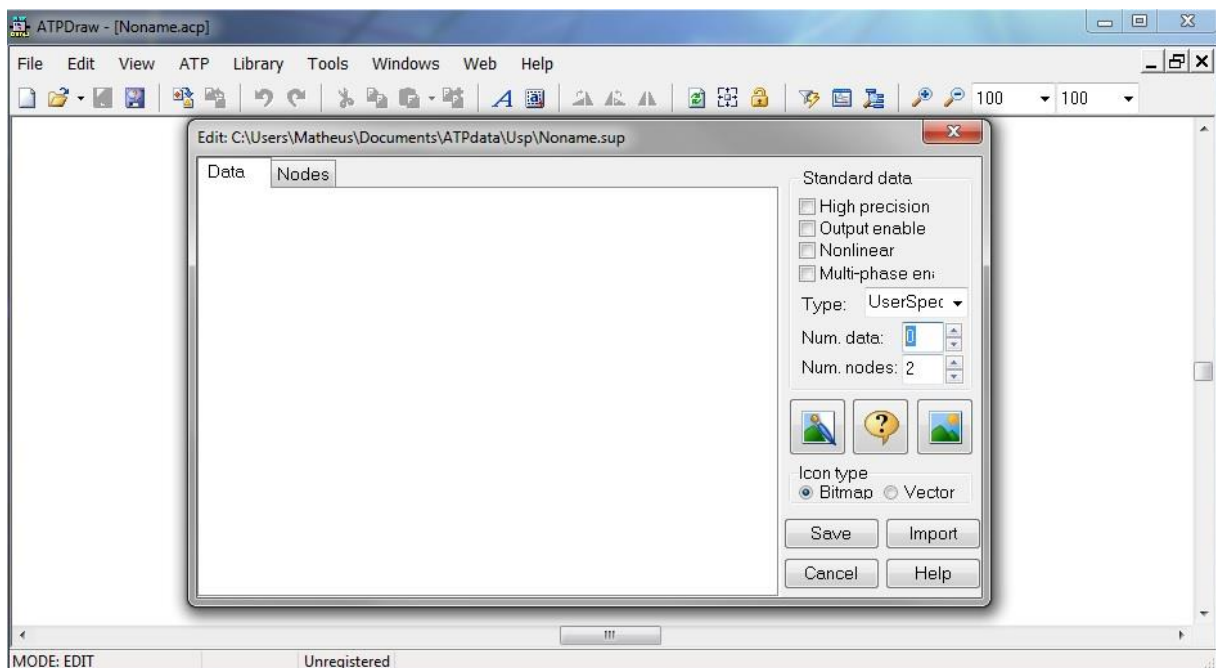 ATPDraw - [Noname.acp]
File Edit View ATP Library Tools Windows Web Help
100 100
Edit: C:\Users\Matheus\Documents\ATPdata\Usp\Noname.sup
Data Nodes
Standard data
High precision
Output enable
Nonlinear
Multi-phase en
Type: UserSpec
Num. data: 0
Num. nodes: 2
Icon type
Bitmap Vector
Save Import
Cancel Help
MODE: EDIT Unregistered